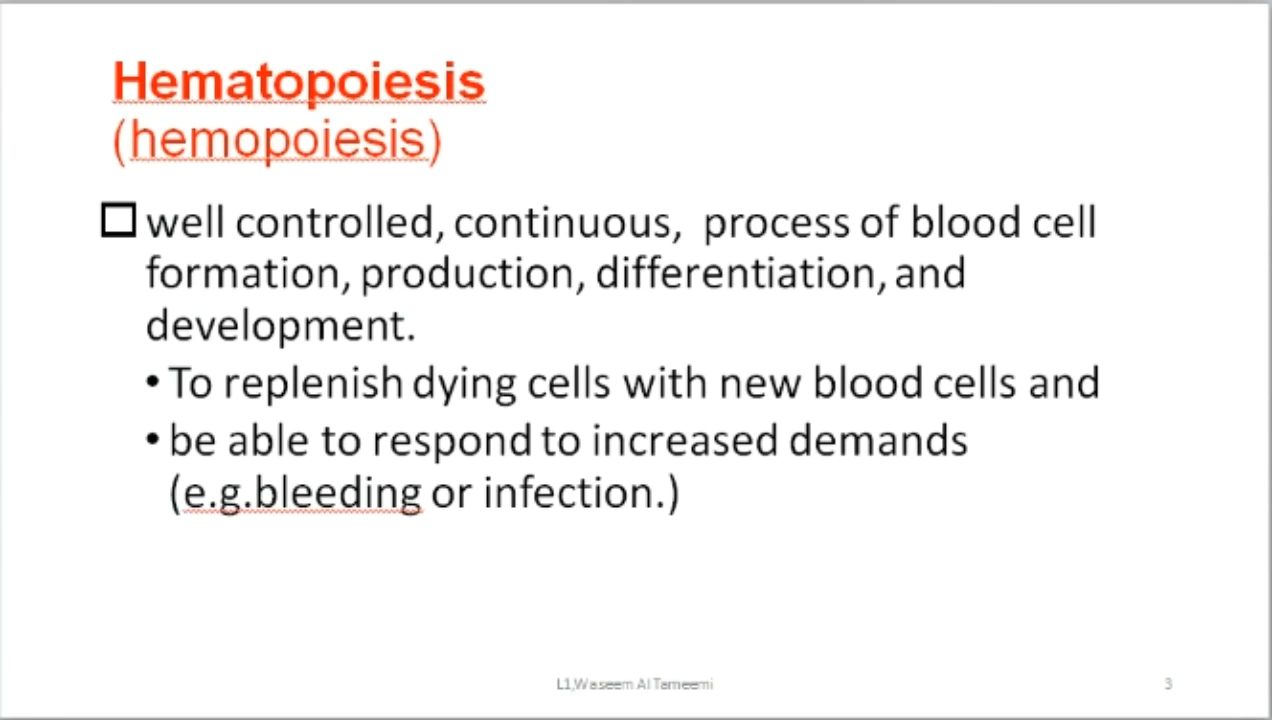 Hematopoiesis
(hemopoiesis)
well controlled, continuous,  process of blood cell
formation, production, differentiation, and
development.
• To replenish dying cells with new blood cells and
• be able to respond to increased demands
(e.g.bleeding or infection.)
L1,Waseem Al Tameemi
3